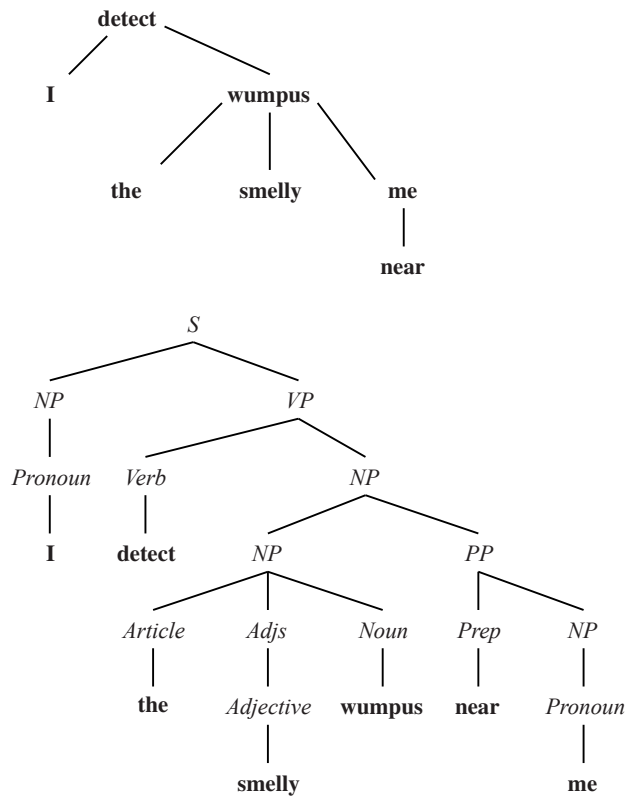 detect
I wumpus
the smelly me
near
S
NP VP
Pronoun Verb NP
I detect NP PP
Article Adjs Noun Prep NP
the Adjective wumpus near Pronoun
smelly me